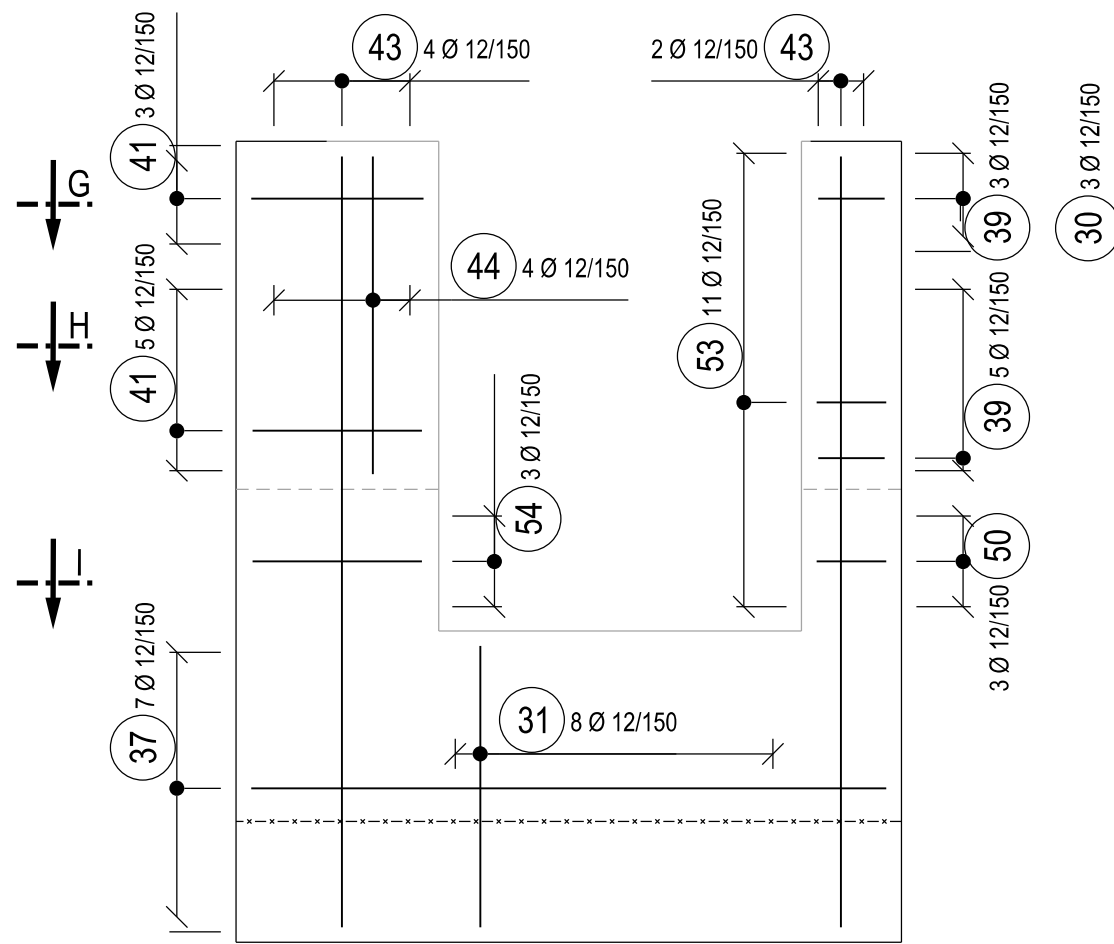 43 4 Ø 12/150
2 Ø 12/150 43
41 3 Ø 12/150
39 3 Ø 12/150
30 3 Ø 12/150
G
44 4 Ø 12/150
53 11 Ø 12/150
H
41 5 Ø 12/150
39 5 Ø 12/150
54 3 Ø 12/150
50
3 Ø 12/150
I
37 7 Ø 12/150
31 8 Ø 12/150